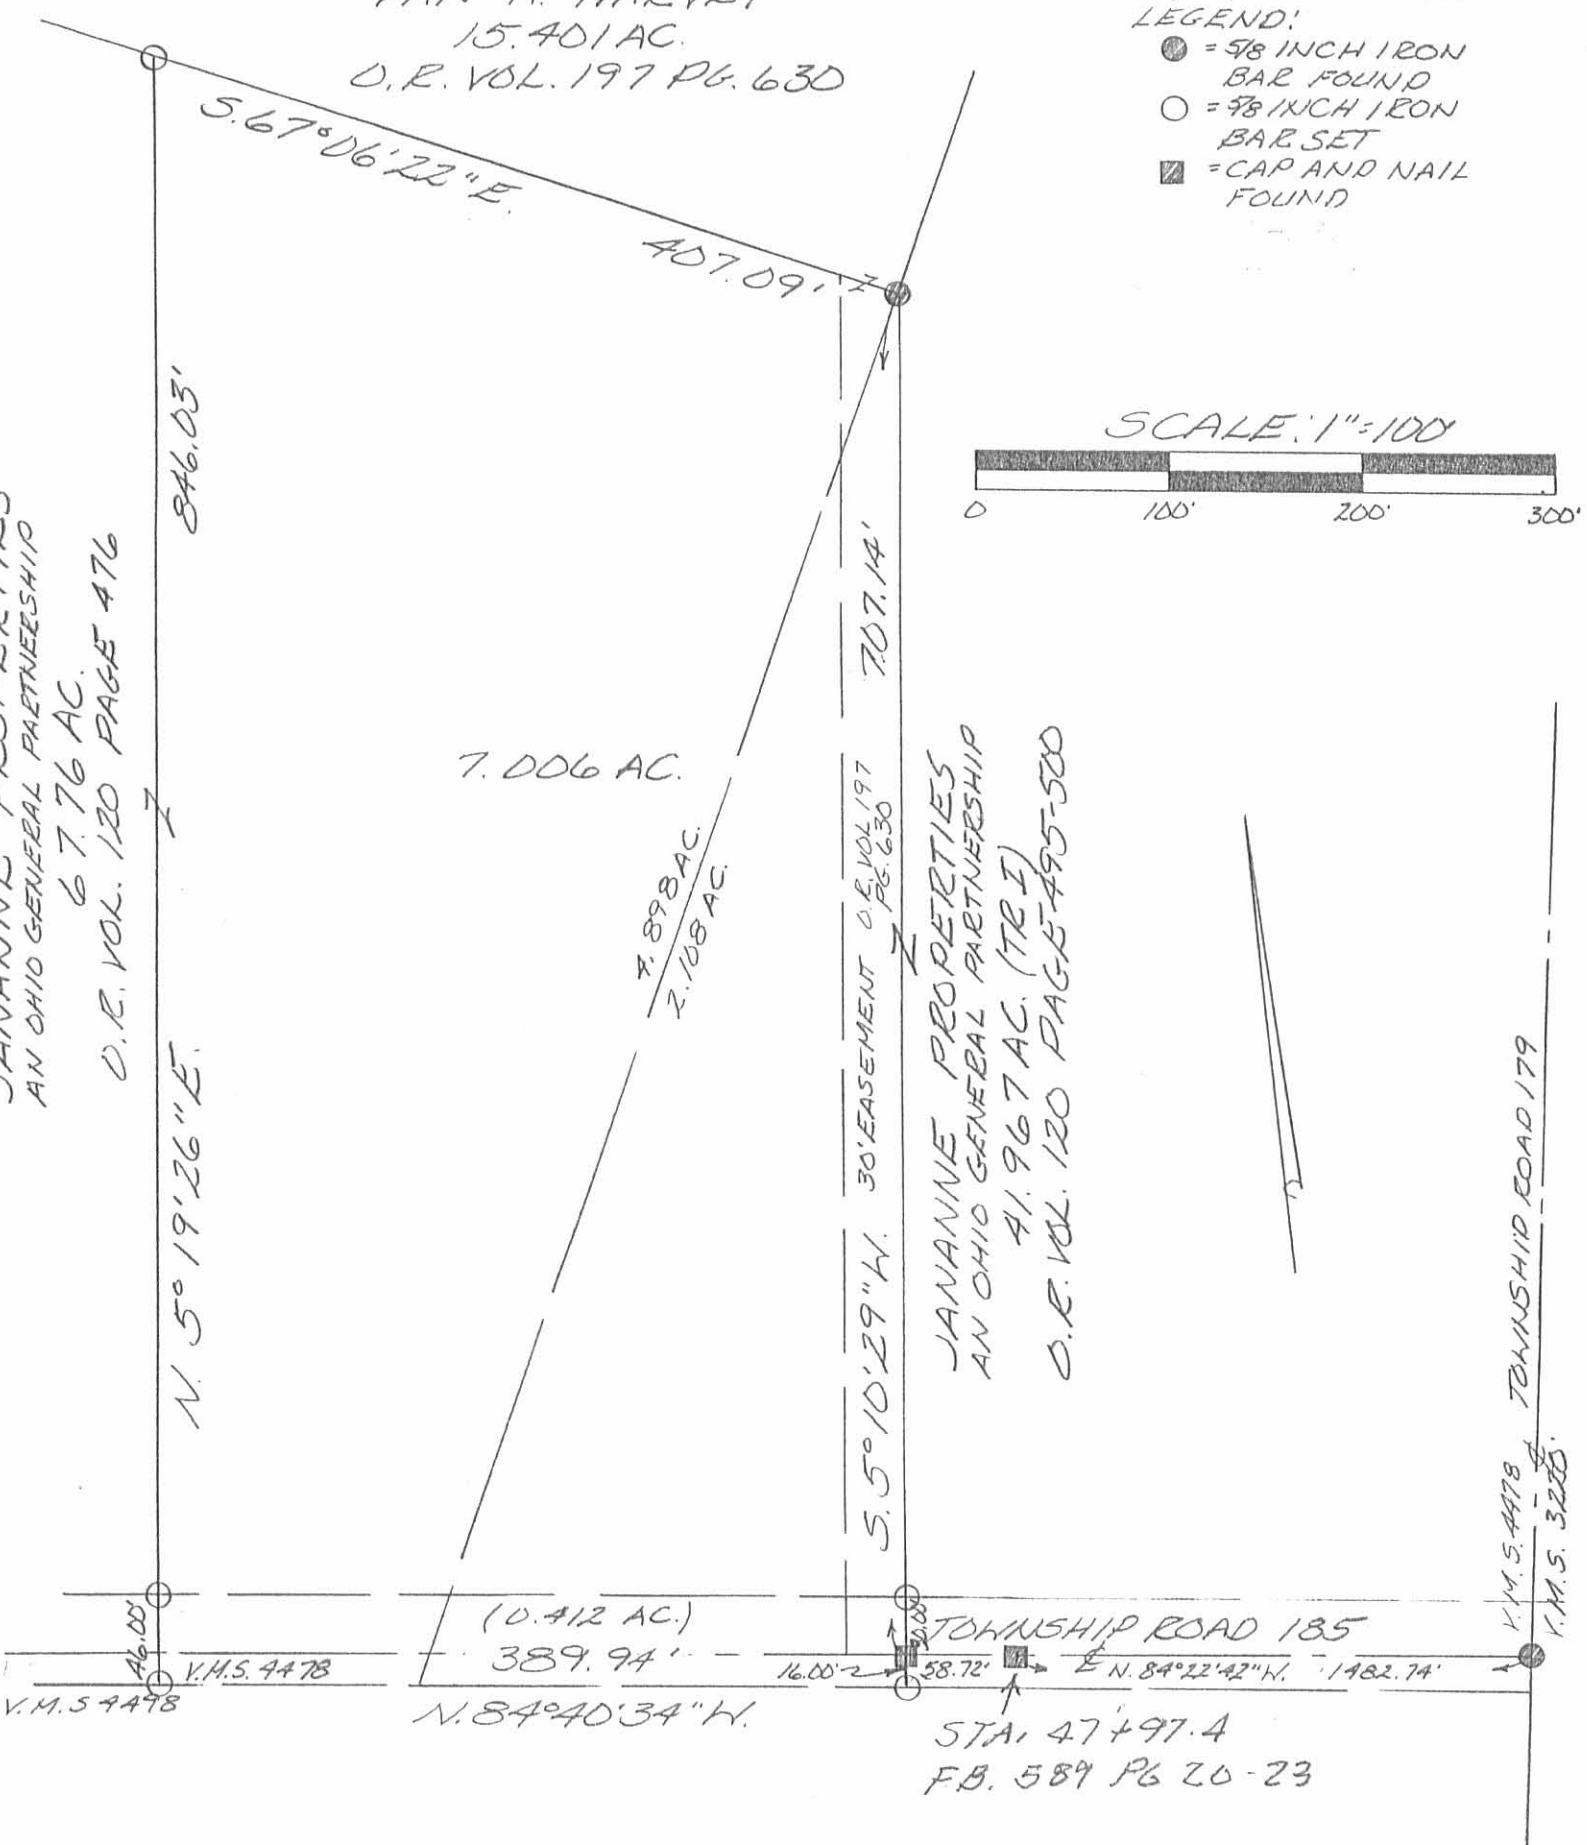 15.401 AC.
O.R. VOL. 197 PG. 630
LEGEND:
= 5/8 INCH IRON
BAR FOUND
= 5/8 INCH IRON
BAR SET
= CAP AND NAIL
FOUND
S. 67° 06' 22" E.
407.09'
SCALE: 1"=100'
0 100' 200' 300'
846.03'
AN OHIO GENERAL PARTNERSHIP
67.76 AC.
O.R. VOL. 120 PAGE 476
N. 5° 19' 26" E.
7.006 AC.
4.898 AC.
2.108 AC.
30' EASEMENT O.R. VOL 197
PG. 630
707.14'
S. 5° 10' 29" W.
JANANNE PROPERTIES
AN OHIO GENERAL PARTNERSHIP
41.967 AC. (TR I)
O.R. VOL. 120 PAGE 495-500
TOWNSHIP ROAD 179
V.M.S. 4478
V.M.S.
(0.412 AC.)
TOWNSHIP ROAD 185
46.00'
V.M.S. 4478
389.94'
16.00'
58.72'
N. 84° 22' 42" W. 1482.74'
V.M.S 4498
N. 84° 40' 34" W.
STA. 47+97.4
F.B. 589 PG 20-23